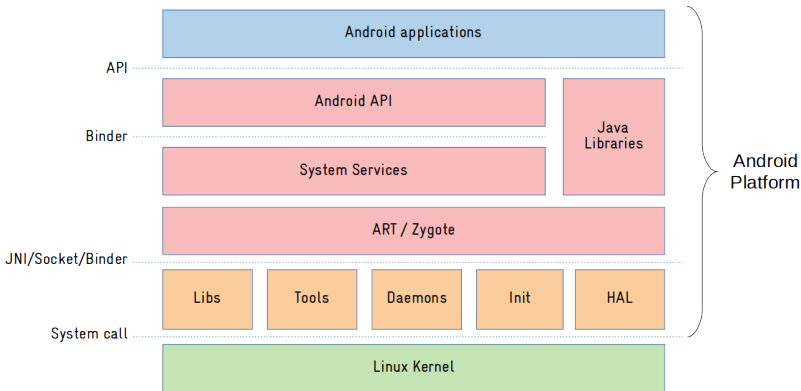 Android applications
API
Android API
Java
Libraries
Binder
System Services
Android
Platform
ART / Zygote
JNI/Socket/Binder
Libs
Tools
Daemons
Init
HAL
System call
Linux Kernel